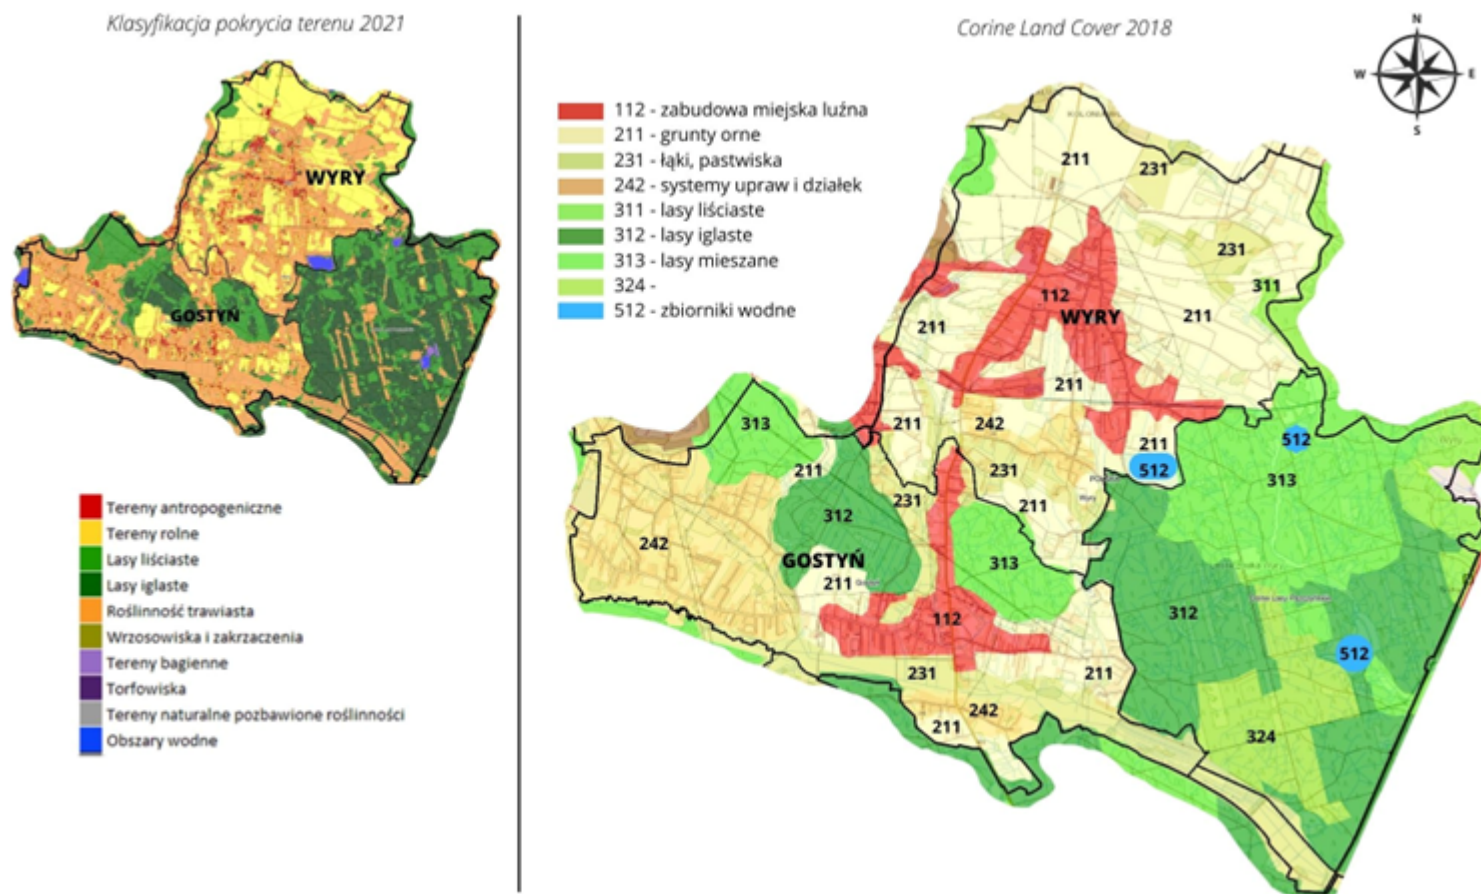 Klasyfikacja pokrycia terenu 2021
WYRY
GOSTYŃ
Tereny antropogeniczne
Tereny rolne
Lasy liściaste
Lasy iglaste
Roślinność trawiasta
Wrzosowiska i zakrzaczenia
Tereny bagienne
Torfowiska
Tereny naturalne pozbawione roślinności
Obszary wodne
Corine Land Cover 2018
N
W E
S
112 - zabudowa miejska luźna
211 - grunty orne
231 - łąki, pastwiska
242 - systemy upraw i działek
311 - lasy liściaste
312 - lasy iglaste
313 - lasy mieszane
324 -
512 - zbiorniki wodne
211
231
231
311
112
WYRY
211
211
211
313
211
242
211
512
512
211
231
313
242
312
231
211
GOSTYŃ
211
313
312
112
512
231
211
242
211
324